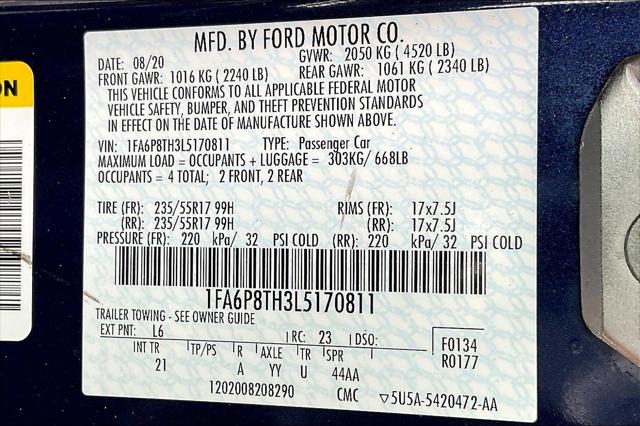 ON
MFD. BY FORD MOTOR CO.
DATE: 08/20 GVWR: 2050 KG ( 4520 LB)
FRONT GAWR: 1016 KG ( 2240 LB) REAR GAWR: 1061 KG ( 2340 LB)
THIS VEHICLE CONFORMS TO ALL APPLICABLE FEDERAL MOTOR
VEHICLE SAFETY, BUMPER, AND THEFT PREVENTION STANDARDS
IN EFFECT ON THE DATE OF MANUFACTURE SHOWN ABOVE.
VIN: 1FA6P8TH3L5170811 TYPE: Passenger Car
MAXIMUM LOAD = OCCUPANTS + LUGGAGE = 303KG/ 668LB
OCCUPANTS = 4 TOTAL; 2 FRONT, 2 REAR
TIRE (FR): 235/55R17 99H RIMS (FR): 17x7.5J
(RR): 235/55R17 99H (RR): 17x7.5J
PRESSURE (FR): 220 kPa/ 32 PSI COLD (RR): 220 kPa/ 32 PSI COLD
1FA6P8TH3L5170811
TRAILER TOWING - SEE OWNER GUIDE
EXT PNT: L6 RC: 23 DSO: F0134
INT TR TP/PS R AXLE TR SPR R0177
21 A YY U 44AA
1202008208290 CMC ▽5U5A-5420472-AA